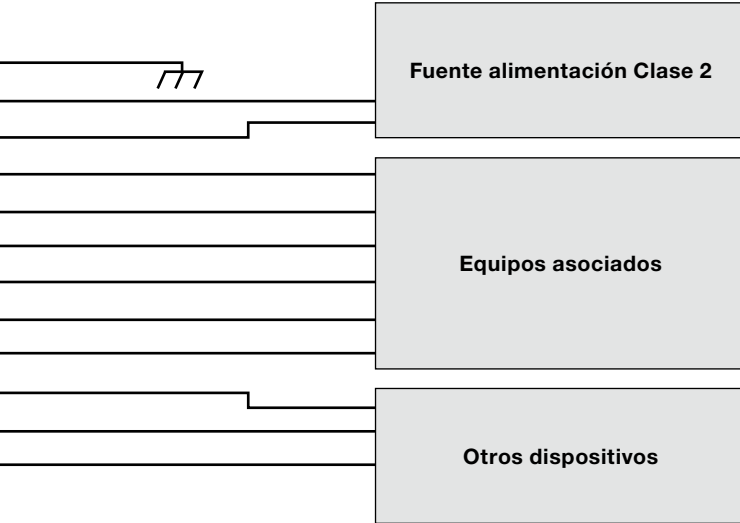 Fuente alimentación Clase 2
Equipos asociados
Otros dispositivos